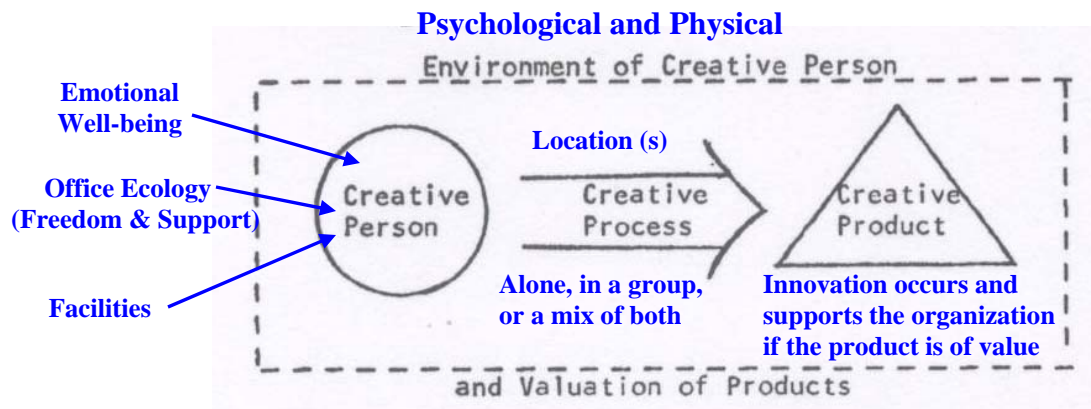 Psychological and Physical
Environment of Creative Person
Emotional
Well-being
Office Ecology
(Freedom & Support)
Facilities
Creative
Person
Location (s)
Creative
Process
Alone, in a group,
or a mix of both
Creative
Product
Innovation occurs and
supports the organization
if the product is of value
and Valuation of Products